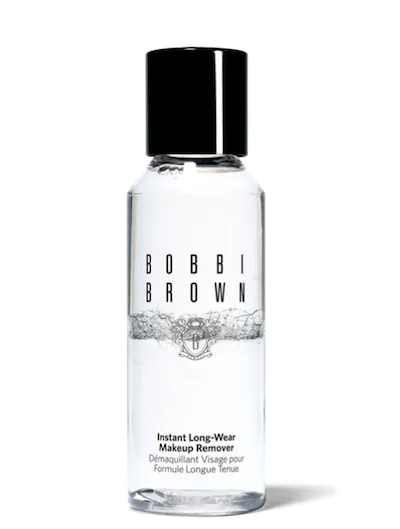 BOBBI
BROWN
B
Instant Long-Wear
Makeup Remover
Démaquillant Visage pour
Formule Longue Tenue